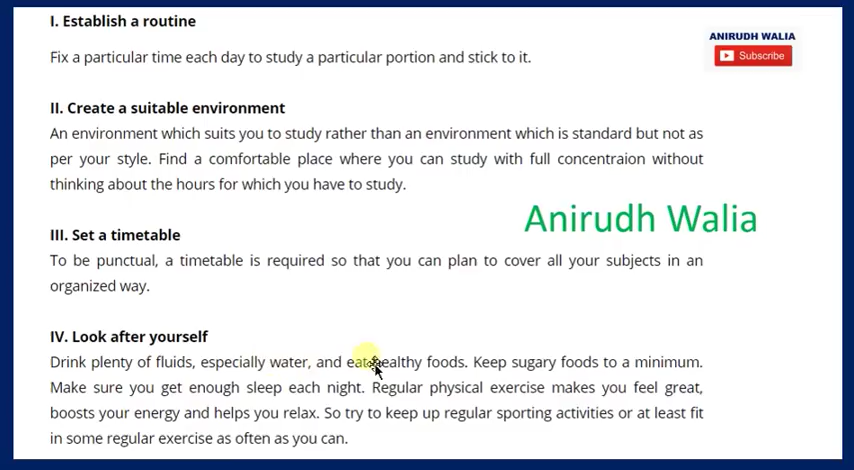 I. Establish a routine
ANIRUDH WALIA
Subscribe
Fix a particular time each day to study a particular portion and stick to it.
II. Create a suitable environment
An environment which suits you to study rather than an environment which is standard but not as
per your style. Find a comfortable place where you can study with full concentraion without
thinking about the hours for which you have to study.
Anirudh Walia
III. Set a timetable
To be punctual, a timetable is required so that you can plan to cover all your subjects in an
organized way.
IV. Look after yourself
Drink plenty of fluids, especially water, and eat healthy foods. Keep sugary foods to a minimum.
Make sure you get enough sleep each night. Regular physical exercise makes you feel great,
boosts your energy and helps you relax. So try to keep up regular sporting activities or at least fit
in some regular exercise as often as you can.